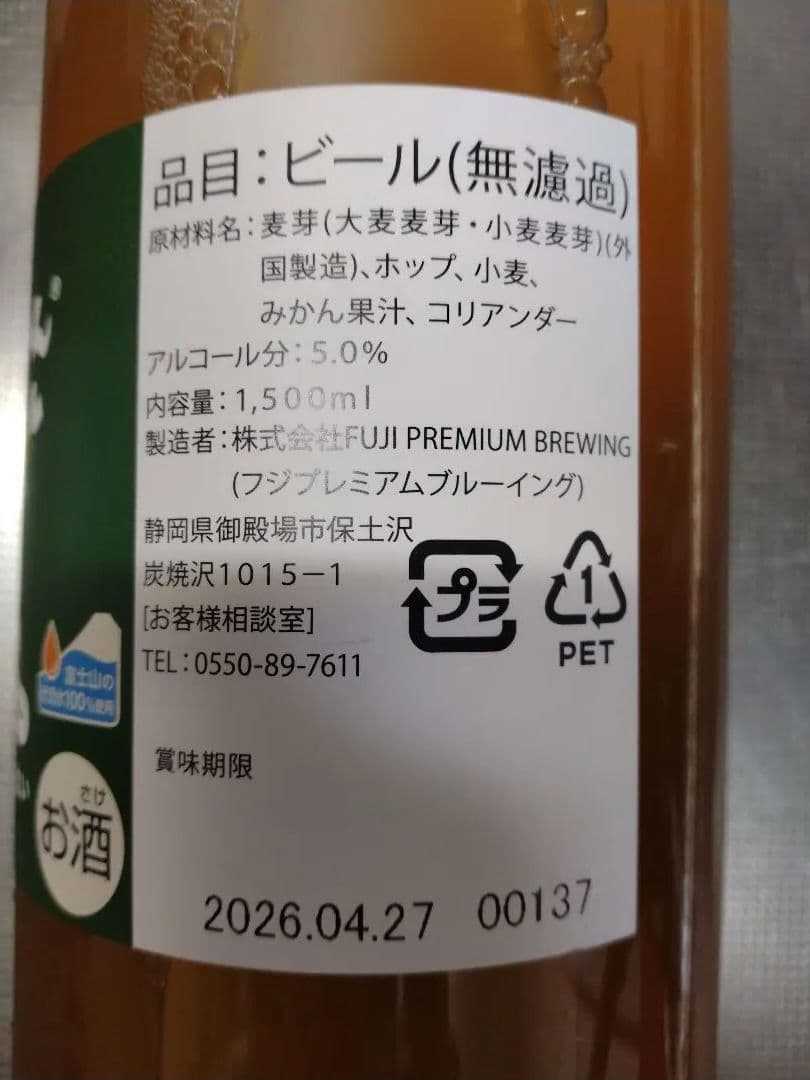 品目：ビール(無濾過)
原材料名：麦芽(大麦麦芽・小麦麦芽)(外
国製造)、ホップ、小麦、
みかん果汁、コリアンダー
アルコール分：5.0%
内容量：1,500ml
製造者：株式会社FUJI PREMIUM BREWING
(フジプレミアムブルーイング)
静岡県御殿場市保土沢
炭焼沢1015－1
[お客様相談室]
TEL：0550-89-7611
プラ
1
PET
富士山の
100%使用
賞味期限
さけ
お酒
2026.04.27 00137